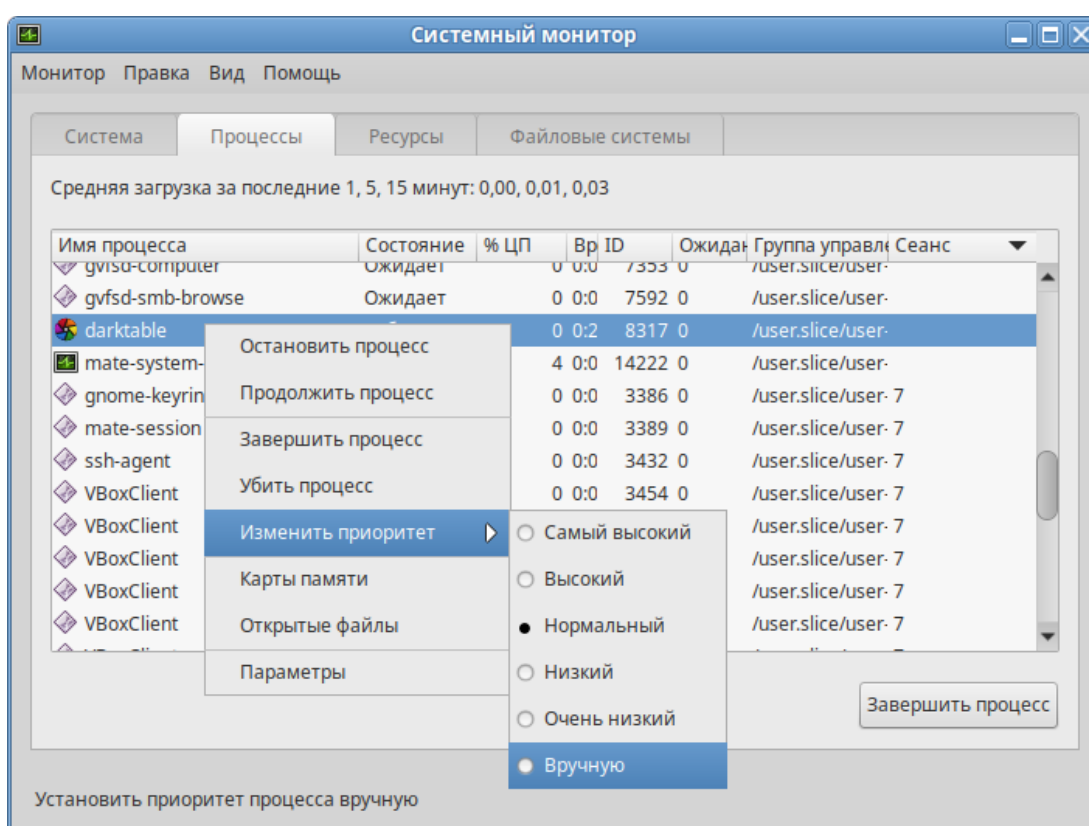 Системный монитор
Монитор Правка Вид Помощь
Система Процессы Ресурсы Файловые системы
Средняя загрузка за последние 1, 5, 15 минут: 0,00, 0,01, 0,03
Имя процесса Состояние % ЦП Вр ID Ожидан Группа управле Сеанс
gvfsd-computer Ожидает 0 0:0 7353 0 /user.slice/user-
gvfsd-smb-browse Ожидает 0 0:0 7592 0 /user.slice/user-
darktable 0 0:2 8317 0 /user.slice/user-
mate-system- 4 0:0 14222 0 /user.slice/user-
gnome-keyrin 0 0:0 3386 0 /user.slice/user- 7
mate-session 0 0:0 3389 0 /user.slice/user- 7
ssh-agent 0 0:0 3432 0 /user.slice/user- 7
VBoxClient 0 0:0 3454 0 /user.slice/user- 7
VBoxClient /user.slice/user- 7
VBoxClient /user.slice/user- 7
VBoxClient /user.slice/user- 7
VBoxClient /user.slice/user- 7
Остановить процесс
Продолжить процесс
Завершить процесс
Убить процесс
Изменить приоритет
Карты памяти
Открытые файлы
Параметры
Самый высокий
Высокий
Нормальный
Низкий
Очень низкий
Вручную
Завершить процесс
Установить приоритет процесса вручную